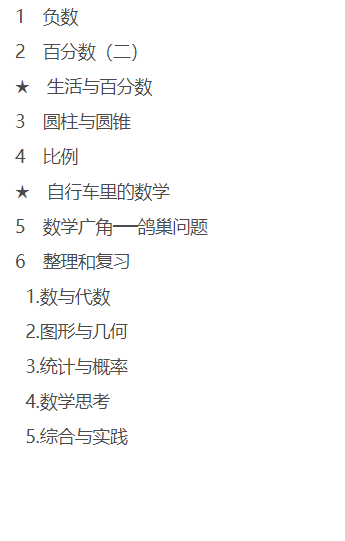 1 负数
2 百分数（二）
★ 生活与百分数
3 圆柱与圆锥
4 比例
★ 自行车里的数学
5 数学广角──鸽巢问题
6 整理和复习
1.数与代数
2.图形与几何
3.统计与概率
4.数学思考
5.综合与实践